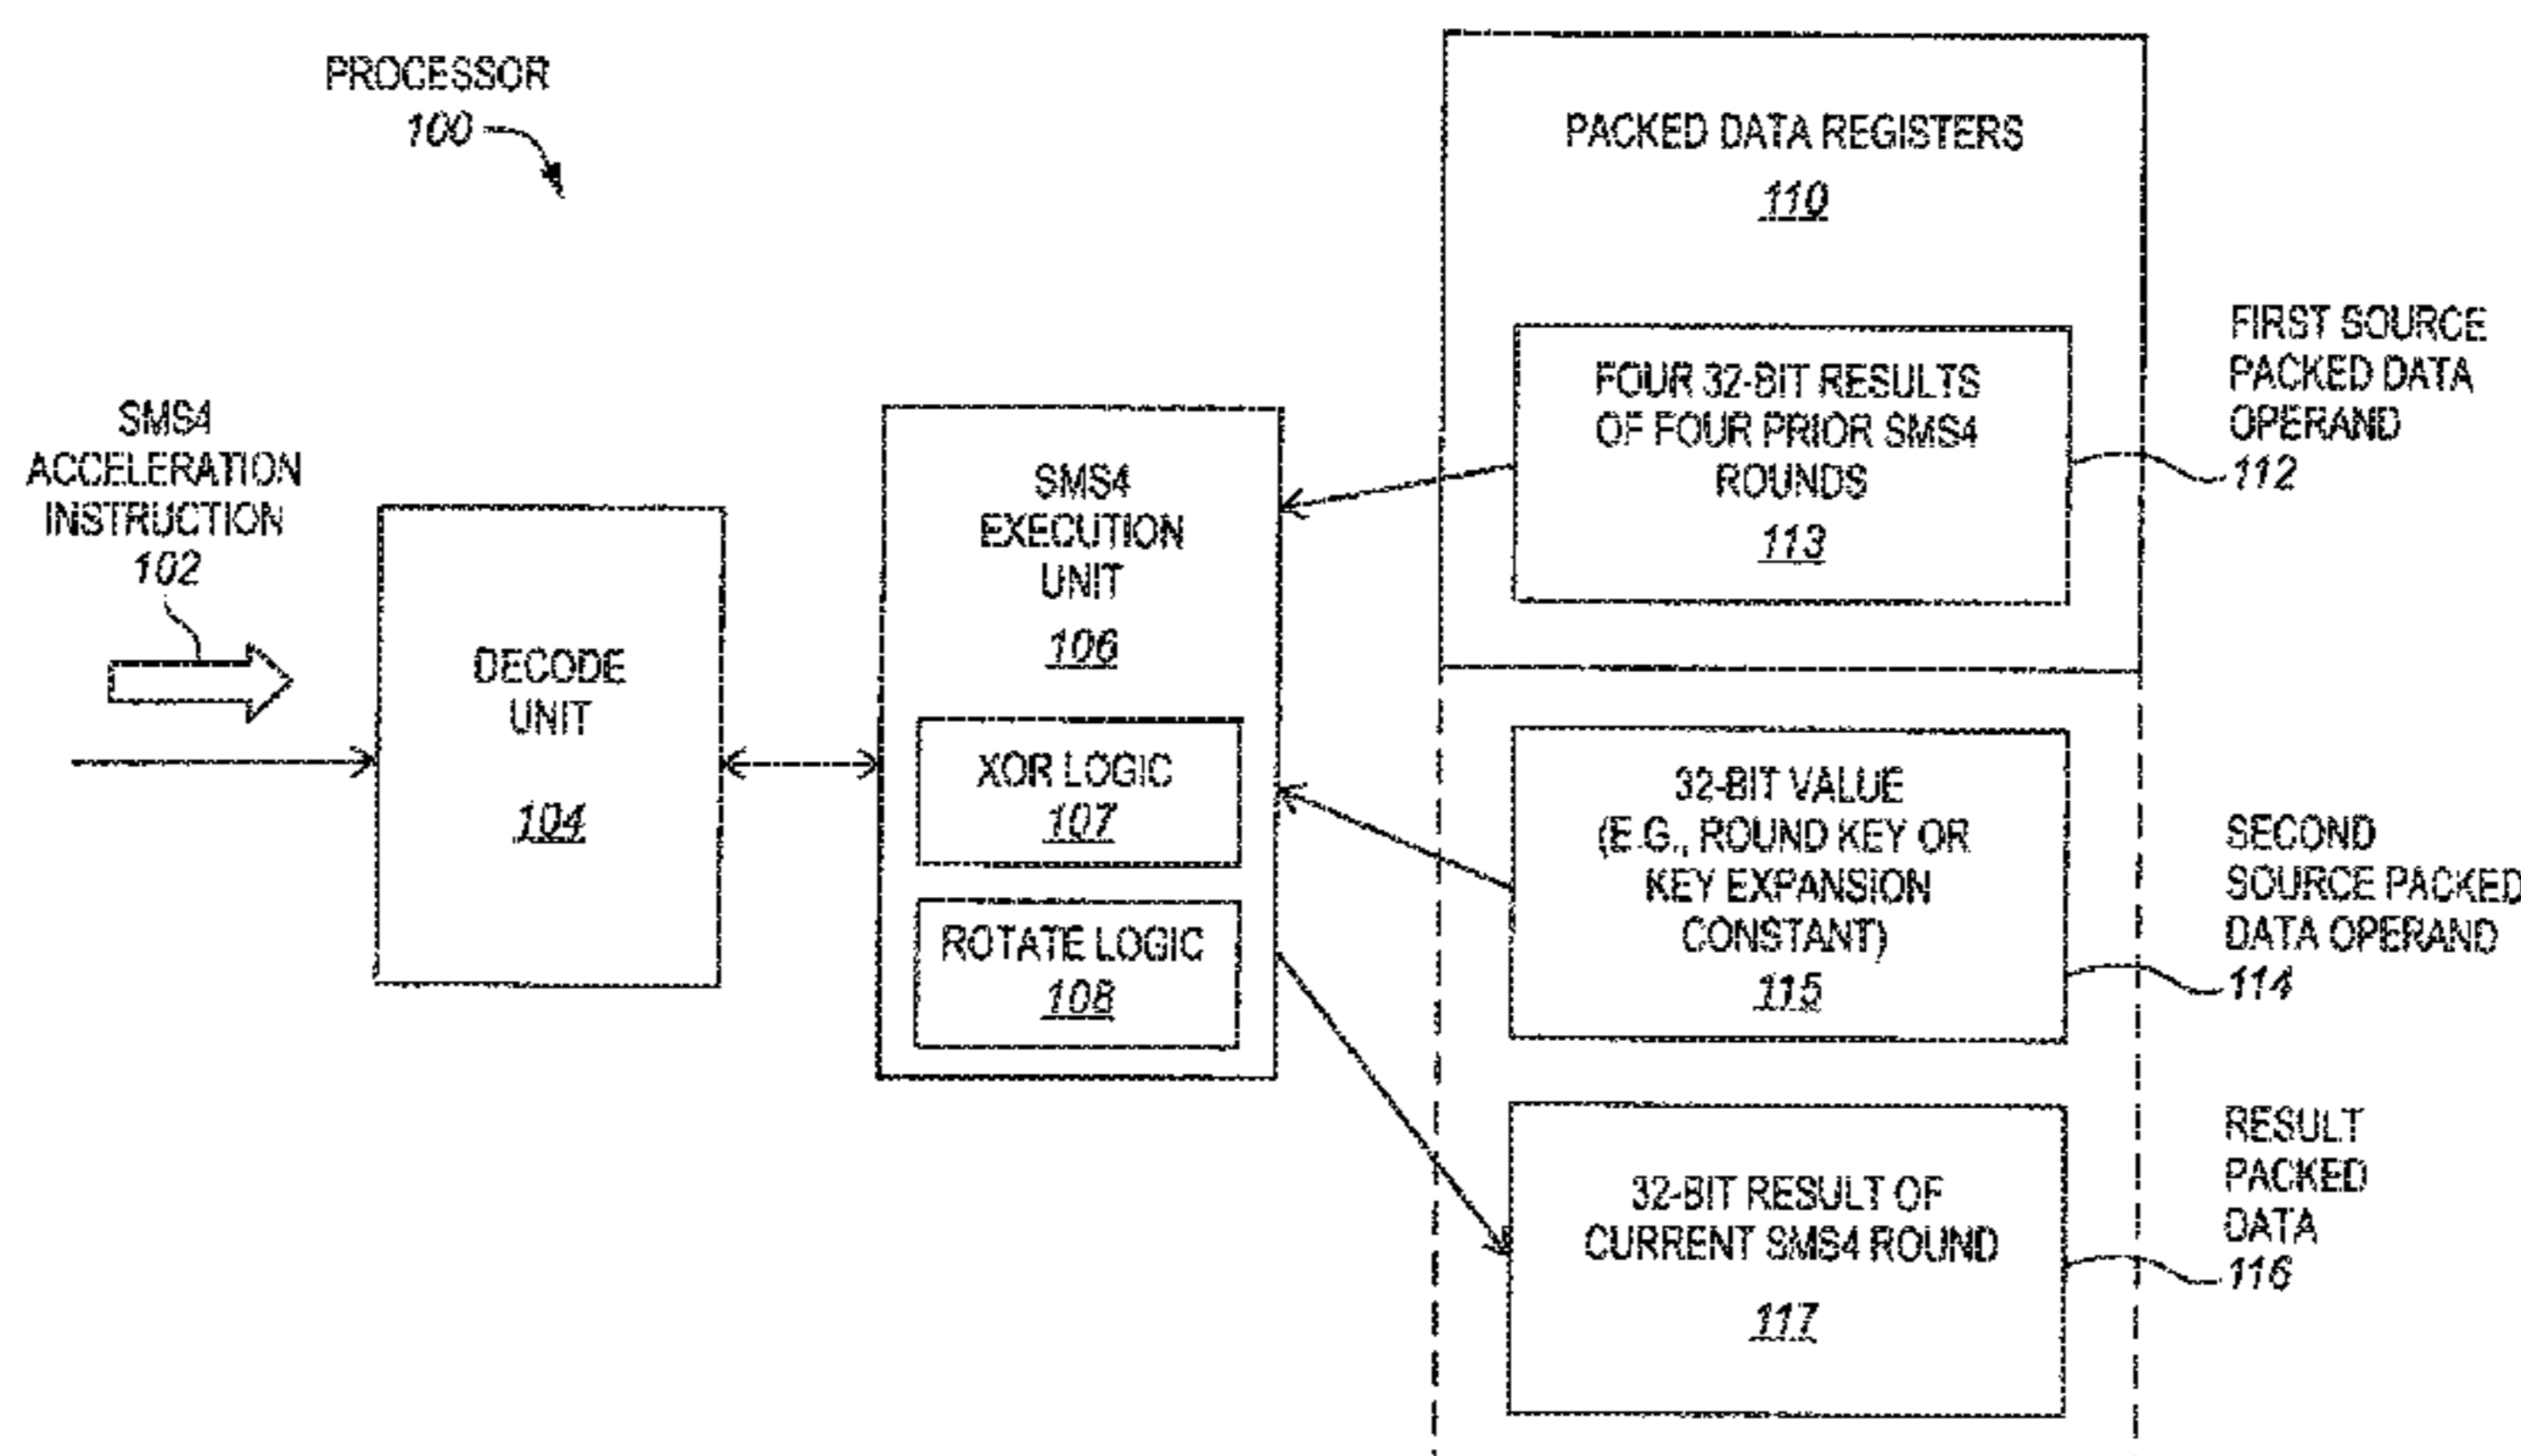 PROCESSOR
100
SMS4
ACCELERATION
INSTRUCTION
102
DECODE
UNIT
104
SMS4
EXECUTION
UNIT
106
XOR LOGIC
107
ROTATE LOGIC
108
PACKED DATA REGISTERS
110
FOUR 32-BIT RESULTS
OF FOUR PRIOR SMS4
ROUNDS
113
FIRST SOURCE
PACKED DATA
OPERAND
112
32-BIT VALUE
(E.G., ROUND KEY OR
KEY EXPANSION
CONSTANT)
115
SECOND
SOURCE PACKED
DATA OPERAND
114
32-BIT RESULT OF
CURRENT SMS4 ROUND
117
RESULT
PACKED
DATA
116